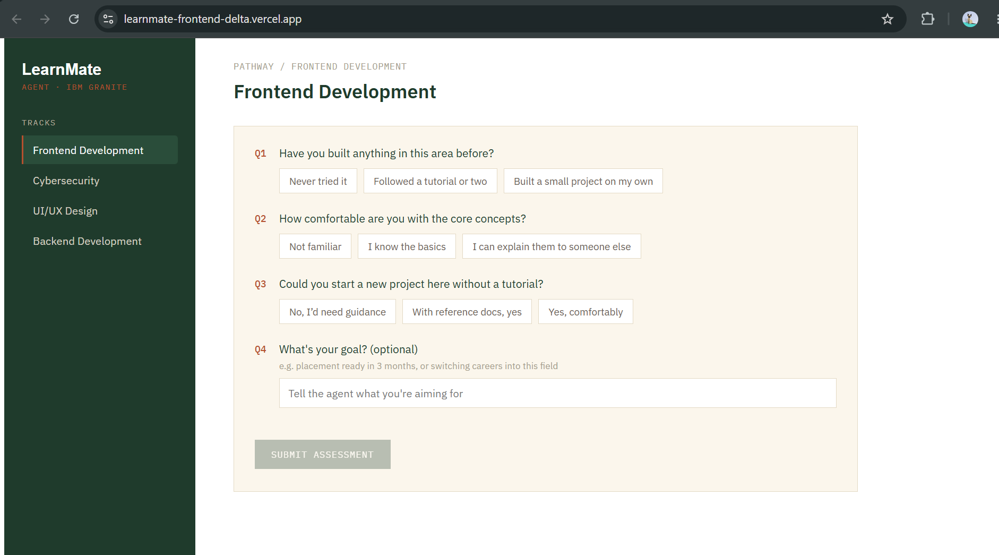 learnmate-frontend-delta.vercel.app
LearnMate
AGENT · IBM GRANITE
TRACKS
Frontend Development
Cybersecurity
UI/UX Design
Backend Development
PATHWAY / FRONTEND DEVELOPMENT
Frontend Development
Q1 Have you built anything in this area before?
Never tried it Followed a tutorial or two Built a small project on my own
Q2 How comfortable are you with the core concepts?
Not familiar I know the basics I can explain them to someone else
Q3 Could you start a new project here without a tutorial?
No, I’d need guidance With reference docs, yes Yes, comfortably
Q4 What's your goal? (optional)
e.g. placement ready in 3 months, or switching careers into this field
Tell the agent what you're aiming for
SUBMIT ASSESSMENT